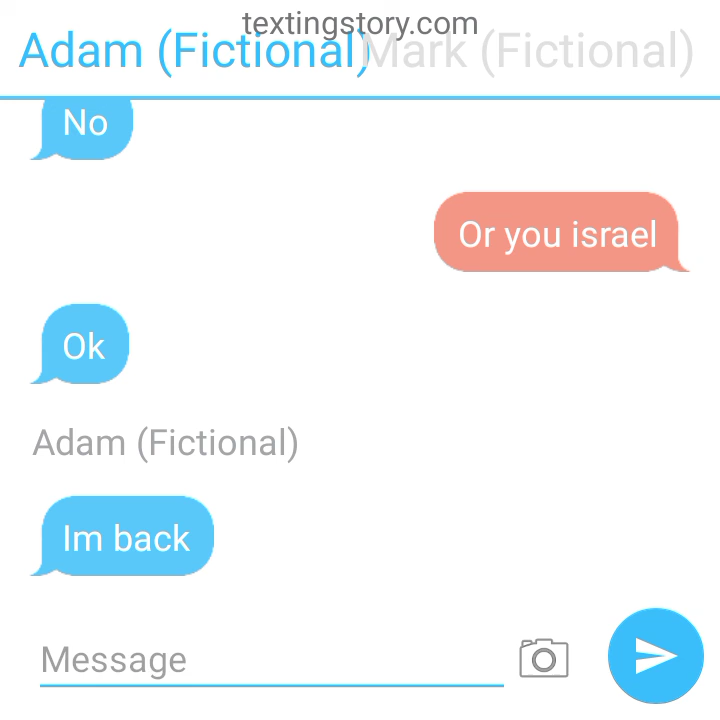 textingstory.com
Adam (Fictional) Mark (Fictional)
No
Or you israel
Ok
Adam (Fictional)
Im back
Message